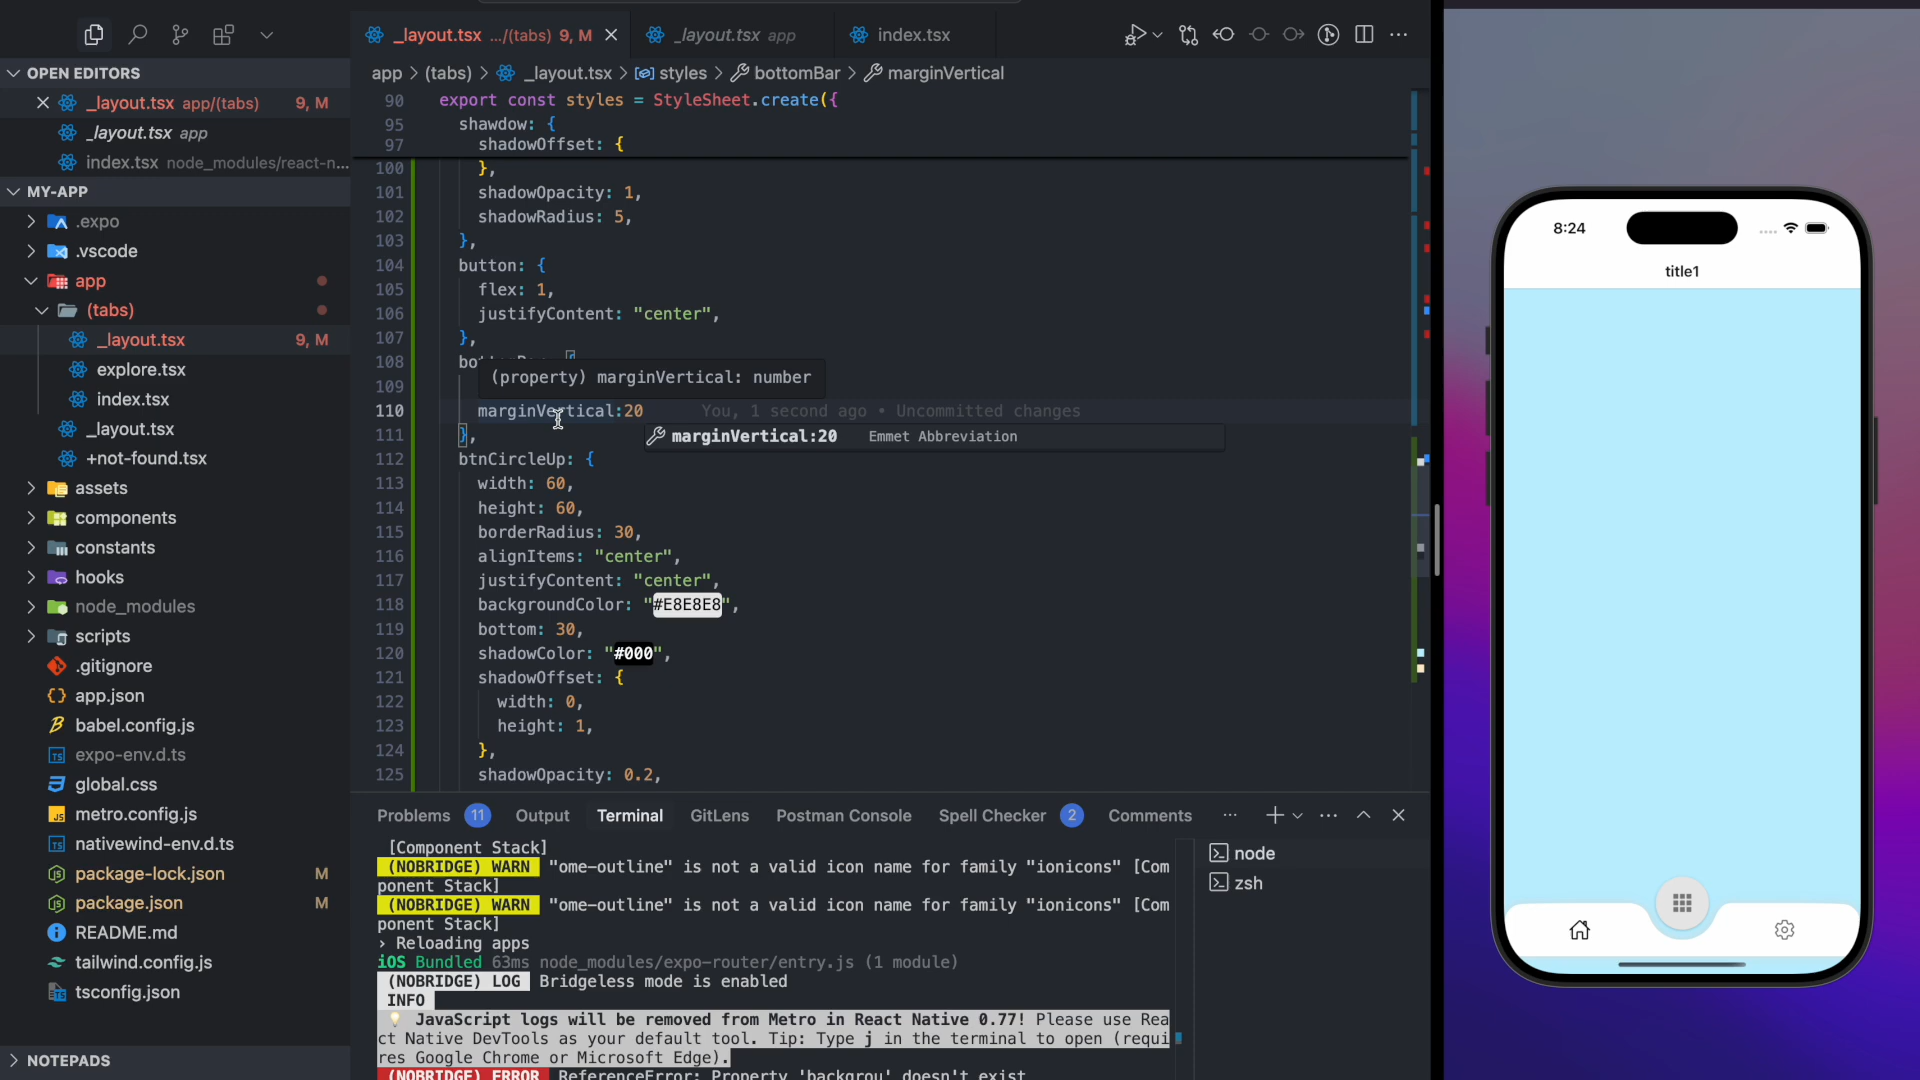 _layout.tsx .../(tabs) 9, M
_layout.tsx app
index.tsx
OPEN EDITORS
_layout.tsx app/(tabs) 9, M
_layout.tsx app
index.tsx node_modules/react-n...
MY-APP
.expo
.vscode
app
(tabs)
_layout.tsx 9, M
explore.tsx
index.tsx
_layout.tsx
+not-found.tsx
assets
components
constants
hooks
node_modules
scripts
.gitignore
app.json
babel.config.js
expo-env.d.ts
global.css
metro.config.js
nativewind-env.d.ts
package-lock.json M
package.json M
README.md
tailwind.config.js
tsconfig.json
NOTEPADS
app > (tabs) > _layout.tsx > styles > bottomBar > marginVertical
90 export const styles = StyleSheet.create({
95 shawdow: {
97 shadowOffset: {
100 },
101 shadowOpacity: 1,
102 shadowRadius: 5,
103 },
104 button: {
105 flex: 1,
106 justifyContent: "center",
107 },
108 bo
(property) marginVertical: number
109
110 marginVertical:20 You, 1 second ago • Uncommitted changes
111 },
marginVertical:20 Emmet Abbreviation
112 btnCircleUp: {
113 width: 60,
114 height: 60,
115 borderRadius: 30,
116 alignItems: "center",
117 justifyContent: "center",
118 backgroundColor: "#E8E8E8",
119 bottom: 30,
120 shadowColor: "#000",
121 shadowOffset: {
122 width: 0,
123 height: 1,
124 },
125 shadowOpacity: 0.2,
Problems 11 Output Terminal GitLens Postman Console Spell Checker 2 Comments
[Component Stack]
(NOBRIDGE) WARN "ome-outline" is not a valid icon name for family "ionicons" [Com
ponent Stack]
(NOBRIDGE) WARN "ome-outline" is not a valid icon name for family "ionicons" [Com
ponent Stack]
› Reloading apps
iOS Bundled 63ms node_modules/expo-router/entry.js (1 module)
(NOBRIDGE) LOG Bridgeless mode is enabled
INFO
💡 JavaScript logs will be removed from Metro in React Native 0.77! Please use Rea
ct Native DevTools as your default tool. Tip: Type j in the terminal to open (requi
res Google Chrome or Microsoft Edge).
(NOBRIDGE) ERROR ReferenceError: Property 'backgrou' doesn't exist
node
zsh
8:24
title1